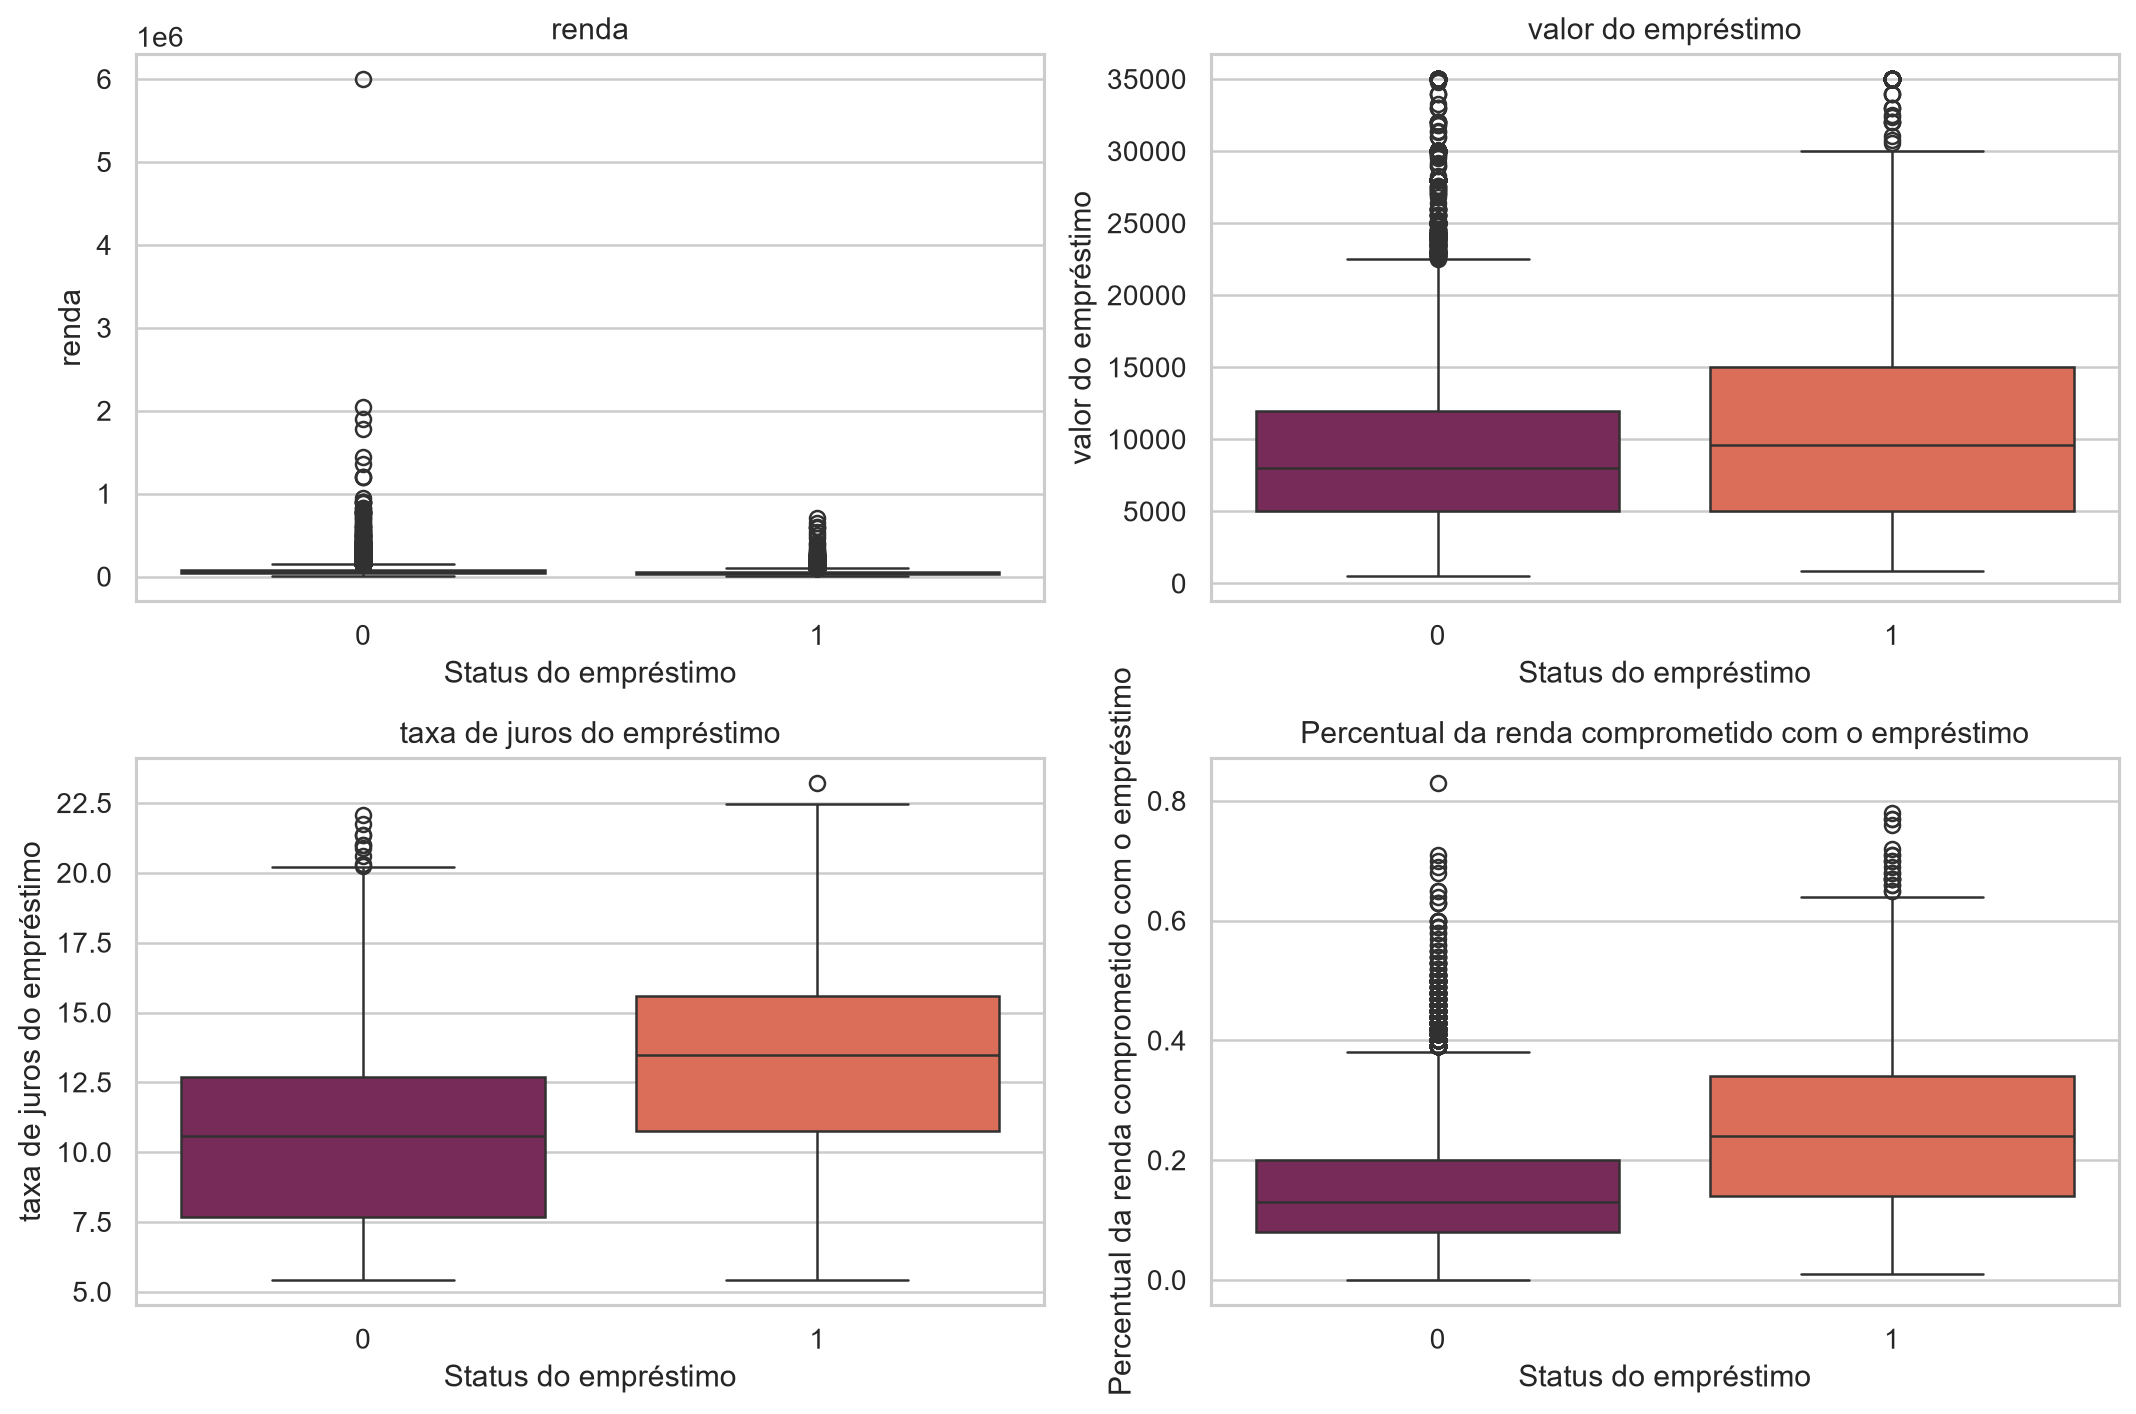 renda
1e6
6
5
4
3
2
1
0
renda
0
1
Status do empréstimo
valor do empréstimo
35000
30000
25000
20000
15000
10000
5000
0
valor do empréstimo
0
1
Status do empréstimo
taxa de juros do empréstimo
22.5
20.0
17.5
15.0
12.5
10.0
7.5
5.0
taxa de juros do empréstimo
0
1
Status do empréstimo
Percentual da renda comprometido com o empréstimo
0.8
0.6
0.4
0.2
0.0
Percentual da renda comprometido com o empréstimo
0
1
Status do empréstimo